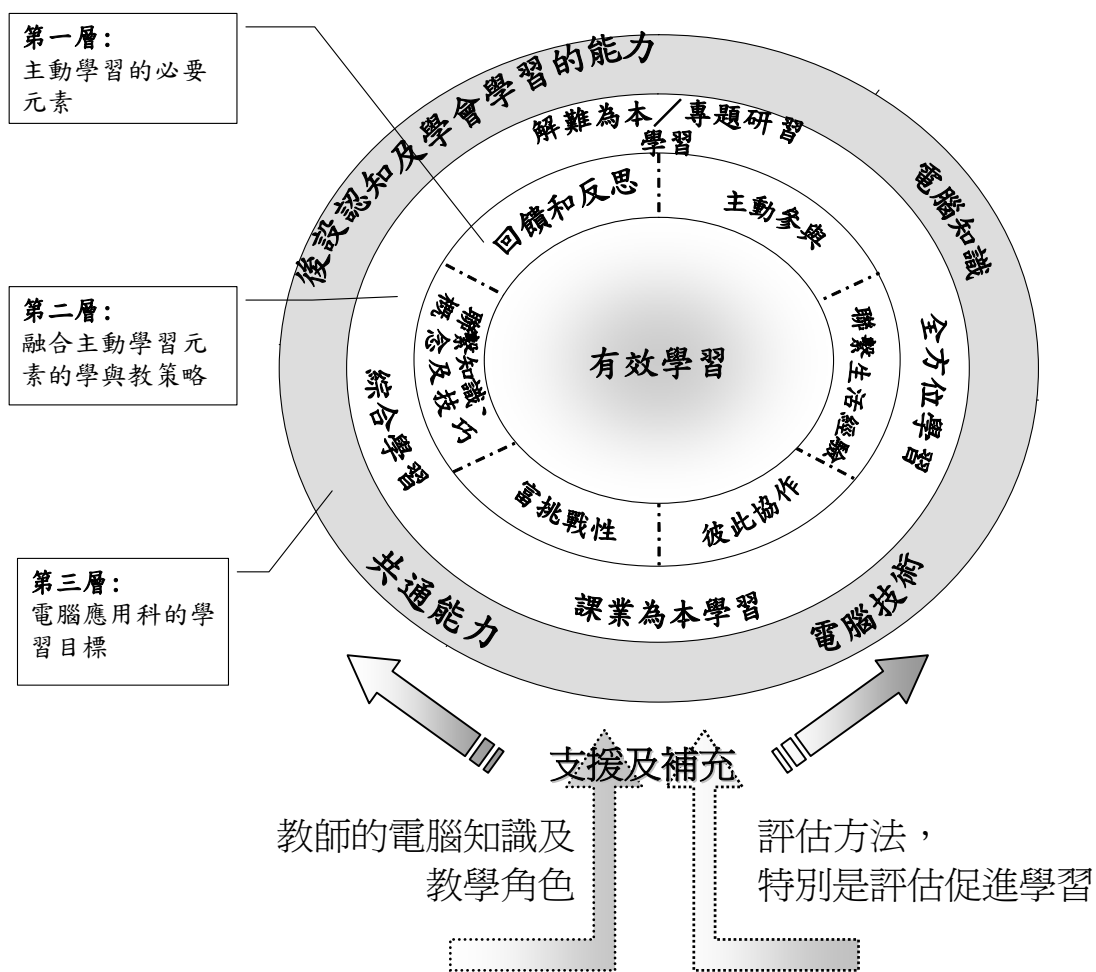 第一層:
主動學習的必要
元素
第二層:
融合主動學習元
素的學與教策略
第三層:
電腦應用科的學
習目標
後設認知及學會學習的能力
電腦知識
電腦技術
共通能力
解難為本／專題研習
學習
全方位學習
課業為本學習
綜合學習
回饋和反思
主動參與
聯繫生活經驗
彼此協作
富挑戰性
聯繫知識、
概念及技巧
有效學習
支援及補充
教師的電腦知識及
教學角色
評估方法，
特別是評估促進學習